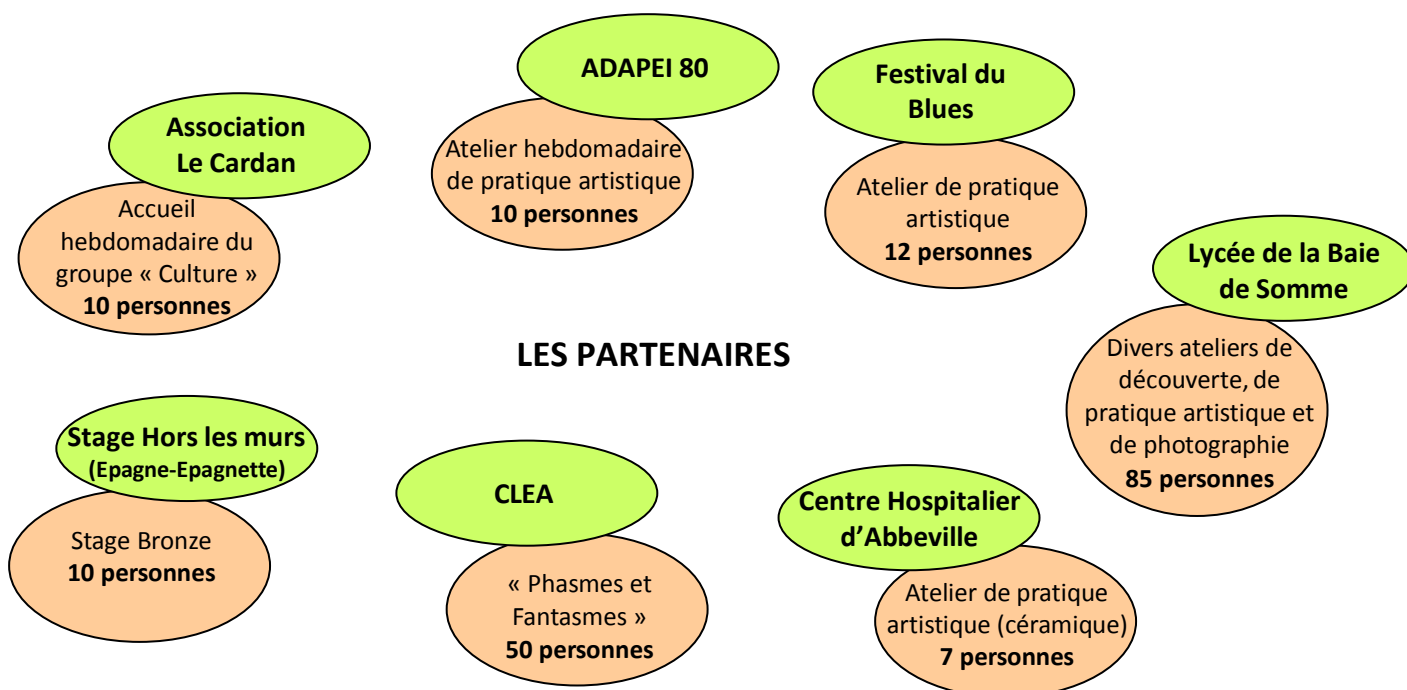 ADAPEI 80
Atelier hebdomadaire
de pratique artistique
10 personnes
Festival du
Blues
Atelier de pratique
artistique
12 personnes
Association
Le Cardan
Accueil
hebdomadaire du
groupe « Culture »
10 personnes
Lycée de la Baie
de Somme
Divers ateliers de
découverte, de
pratique artistique et
de photographie
85 personnes
LES PARTENAIRES
Stage Hors les murs
(Epagne-Epagnette)
Stage Bronze
10 personnes
CLEA
« Phasmes et
Fantasmes »
50 personnes
Centre Hospitalier
d’Abbeville
Atelier de pratique
artistique (céramique)
7 personnes